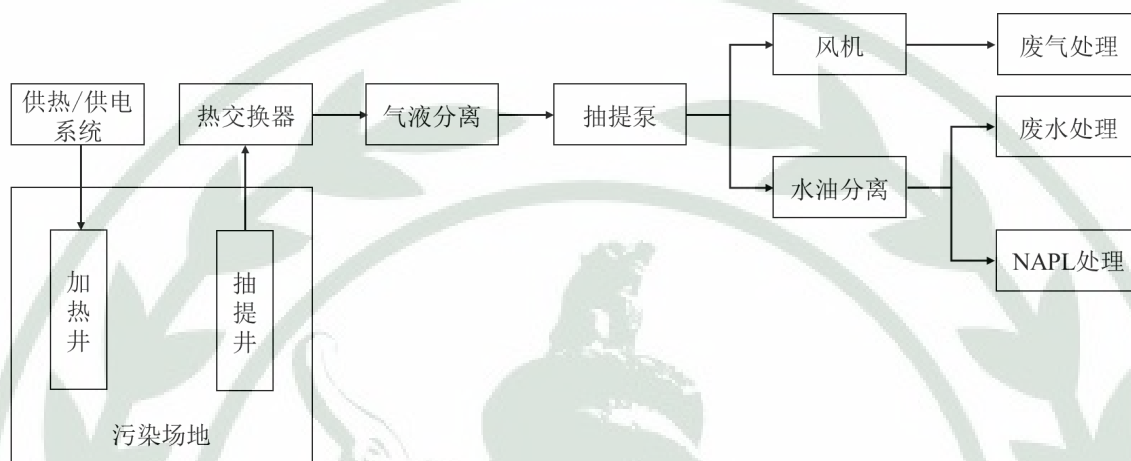 供热/供电
系统
热交换器
气液分离
抽提泵
风机
废气处理
废水处理
水油分离
NAPL处理
加热井
抽提井
污染场地